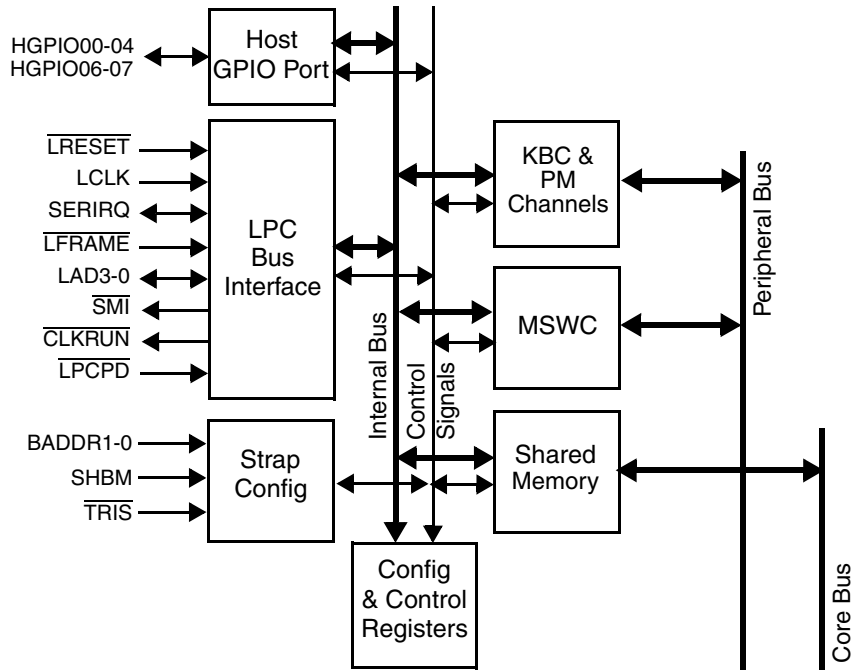 HGPIO00-04
HGPIO06-07
Host
GPIO Port
LRESET
LCLK
SERIRQ
LFRAME
LAD3-0
SMI
CLKRUN
LPCPD
LPC
Bus
Interface
BADDR1-0
SHBM
TRIS
Strap
Config
Internal Bus
Control
Signals
KBC &
PM
Channels
MSWC
Shared
Memory
Config
& Control
Registers
Peripheral Bus
Core Bus